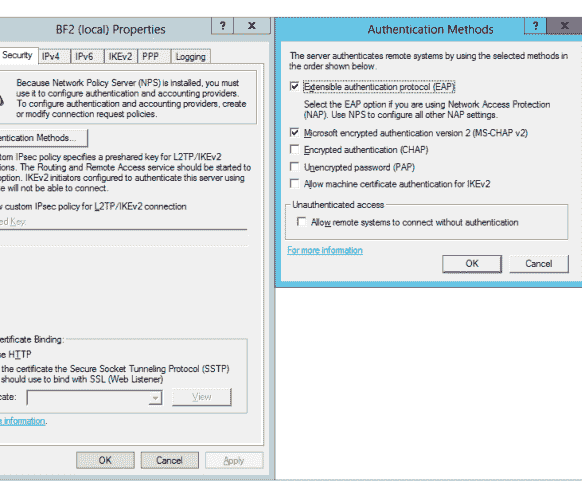 BF2 (local) Properties
? X
Security IPv4 IPv6 IKEv2 PPP Logging
Because Network Policy Server (NPS) is installed, you must
use it to configure authentication and accounting providers.
To configure authentication and accounting providers, create
or modify connection request policies.
entication Methods...
tom IPsec policy specifies a preshared key for L2TP/IKEv2
ions. The Routing and Remote Access service should be started to
option. IKEv2 initiators configured to authenticate this server using
e will not be able to connect.
w custom IPsec policy for L2TP/IKEv2 connection
ed Key:
ertificate Binding:
se HTTP
the certificate the Secure Socket Tunneling Protocol (SSTP)
should use to bind with SSL (Web Listener)
cate:
View
e information.
OK Cancel Apply
Authentication Methods
? X
The server authenticates remote systems by using the selected methods in
the order shown below.
Extensible authentication protocol (EAP)
Select the EAP option if you are using Network Access Protection
(NAP). Use NPS to configure all other NAP settings.
Microsoft encrypted authentication version 2 (MS-CHAP v2)
Encrypted authentication (CHAP)
Unencrypted password (PAP)
Allow machine certificate authentication for IKEv2
Unauthenticated access
Allow remote systems to connect without authentication
For more information
OK Cancel